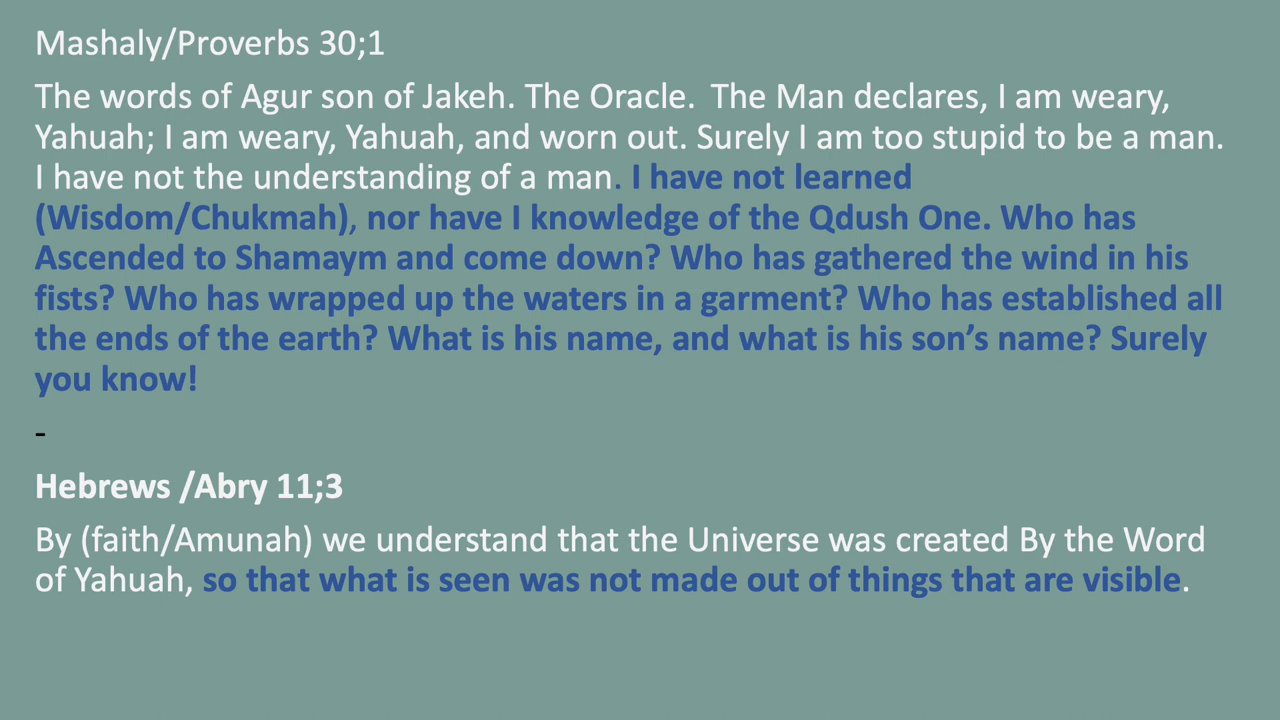 Mashaly/Proverbs 30;1
The words of Agur son of Jakeh. The Oracle.  The Man declares, I am weary,
Yahuah; I am weary, Yahuah, and worn out. Surely I am too stupid to be a man.
I have not the understanding of a man. I have not learned
(Wisdom/Chukmah), nor have I knowledge of the Qdush One. Who has
Ascended to Shamaym and come down? Who has gathered the wind in his
fists? Who has wrapped up the waters in a garment? Who has established all
the ends of the earth? What is his name, and what is his son’s name? Surely
you know!
-
Hebrews /Abry 11;3
By (faith/Amunah) we understand that the Universe was created By the Word
of Yahuah, so that what is seen was not made out of things that are visible.